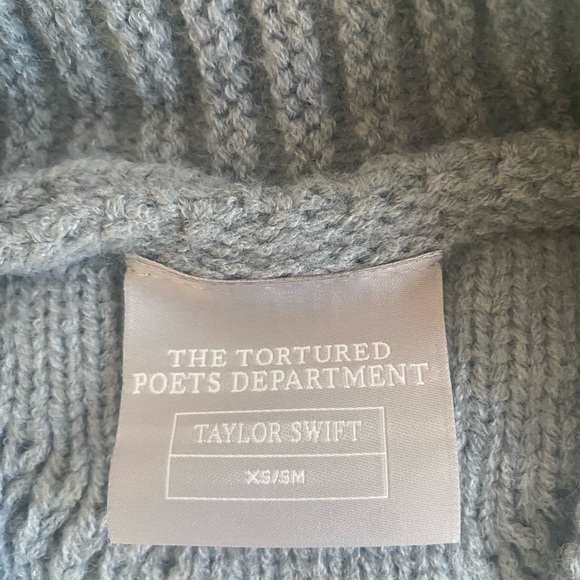 THE TORTURED
POETS DEPARTMENT
TAYLOR SWIFT
XS/SM